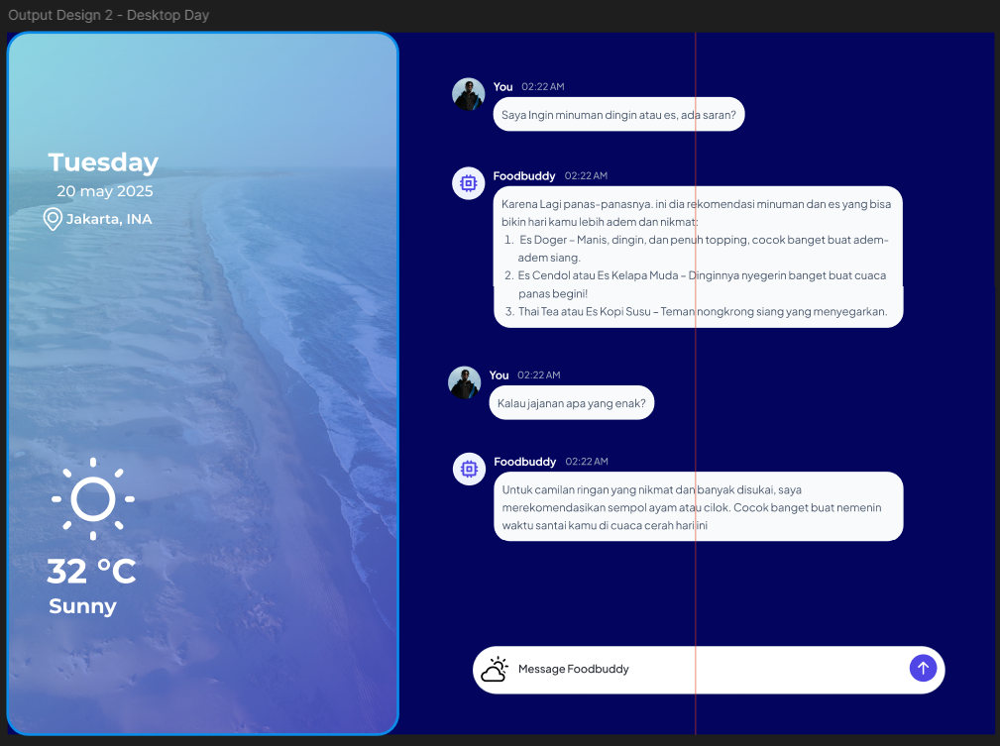 Output Design 2 - Desktop Day
Tuesday
20 may 2025
Jakarta, INA
32 °C
Sunny
You 02:22 AM
Saya Ingin minuman dingin atau es, ada saran?
Foodbuddy 02:22 AM
Karena Lagi panas-panasnya. ini dia rekomendasi minuman dan es yang bisa
bikin hari kamu lebih adem dan nikmat:
1. Es Doger – Manis, dingin, dan penuh topping, cocok banget buat adem-
adem siang.
2. Es Cendol atau Es Kelapa Muda – Dinginnya nyegerin banget buat cuaca
panas begini!
3. Thai Tea atau Es Kopi Susu – Teman nongkrong siang yang menyegarkan.
You 02:22 AM
Kalau jajanan apa yang enak?
Foodbuddy 02:22 AM
Untuk camilan ringan yang nikmat dan banyak disukai, saya
merekomendasikan sempol ayam atau cilok. Cocok banget buat nemenin
waktu santai kamu di cuaca cerah hari ini
Message Foodbuddy